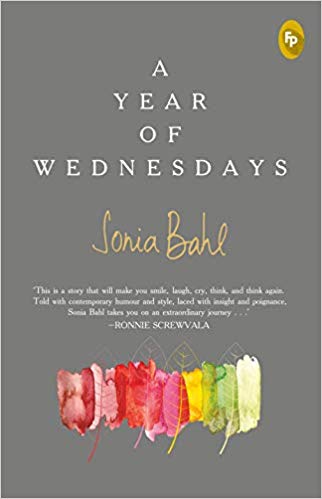 FP
A
YEAR
OF
WEDNESDAYS
Sonia Bahl
"This is a story that will make you smile, laugh, cry, think, and think again.
Told with contemporary humour and style, laced with insight and poignance,
Sonia Bahl takes you on an extraordinary journey . . ."
—RONNIE SCREWVALA